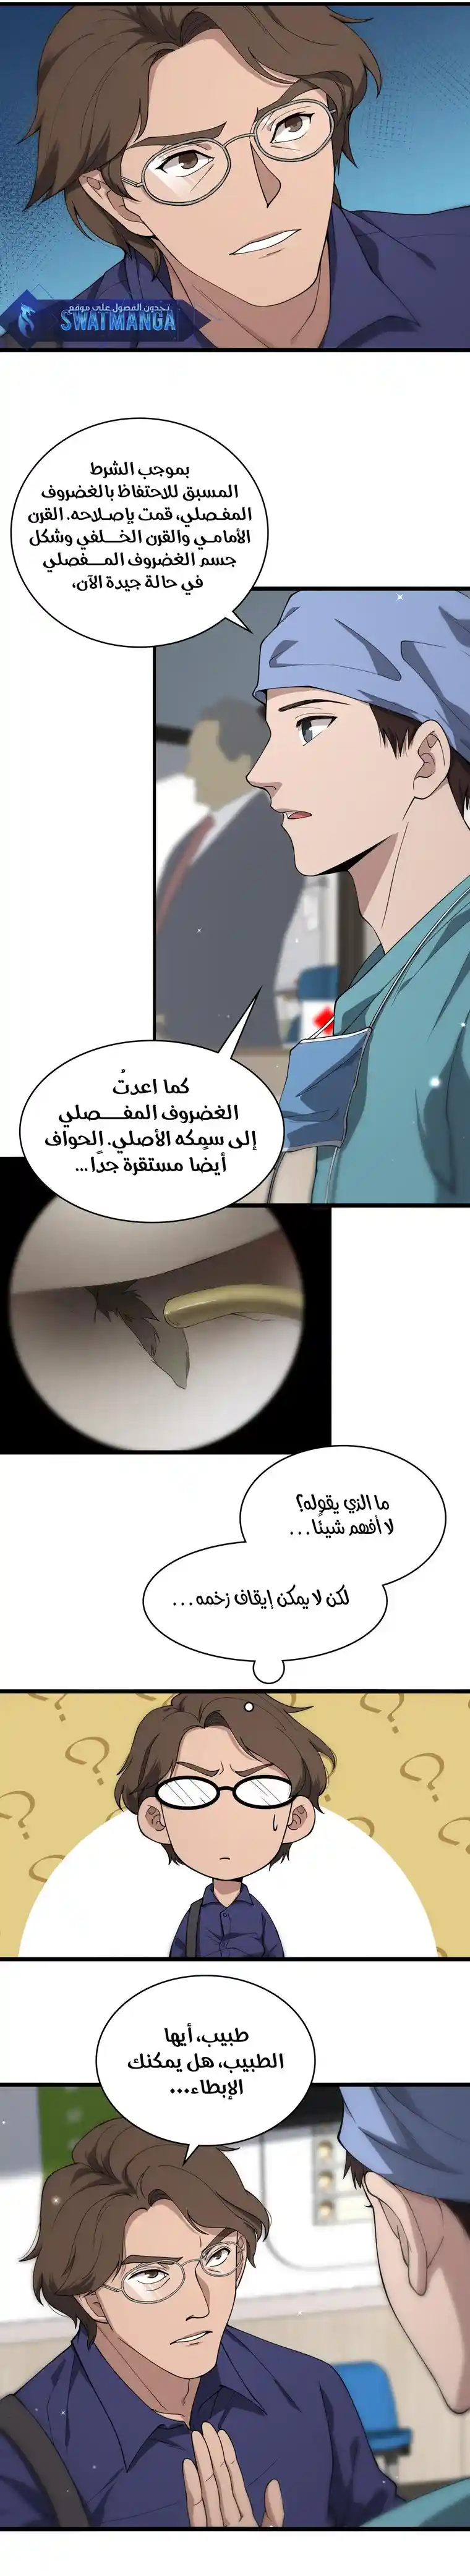 تجدون الفصول على موقع
SWATMANGA
بموجب الشرط
المسبق للاحتفاظ بالغضروف
المفصلي، قمت بإصلاحه. القرن
الأمامي والقرن الخلفي وشكل
جسم الغضروف المفصلي
في حالة جيدة الآن،
كما اعدتُ
الغضروف المفصلي
إلى سمكه الأصلي. الحواف
أيضًا مستقرة جدًا...
ما الزي يقوله؟
لا أفهم شيئًا...
لكن لا يمكن إيقاف زخمه...
طبيب، أيها
الطبيب، هل يمكنك
الإبطاء...